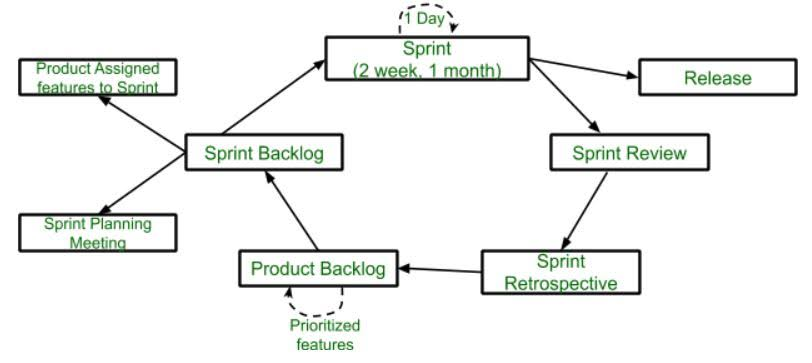 1 Day
Sprint
(2 week, 1 month)
Product Assigned
features to Sprint
Release
Sprint Backlog
Sprint Review
Sprint Planning
Meeting
Product Backlog
Sprint
Retrospective
Prioritized
features